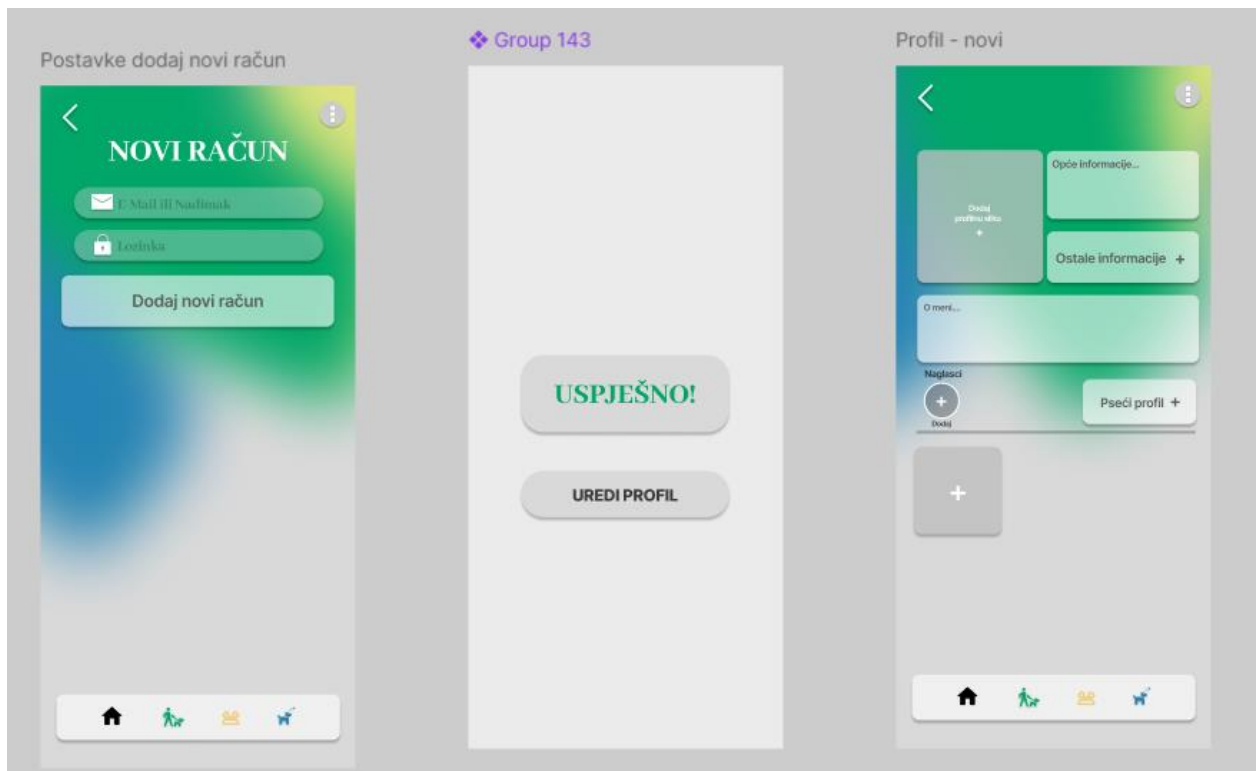 Postavke dodaj novi račun
NOVI RAČUN
E-Mail ili Nadimak
Lozinka
Dodaj novi račun
Group 143
USPJEŠNO!
UREDI PROFIL
Profil - novi
Dodaj
profilnu sliku
+
Opće informacije...
Ostale informacije +
O meni...
Naglasci
+
Dodaj
Pseći profil +
+